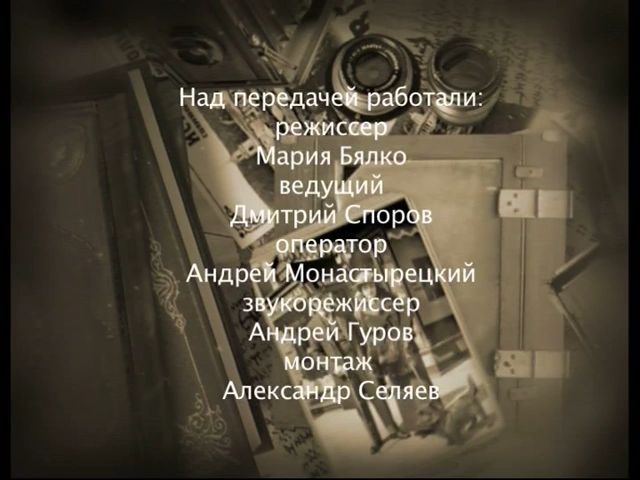 Над передачей работали:
режиссер
Мария Бялко
ведущий
Дмитрий Споров
оператор
Андрей Монастырецкий
звукорежиссер
Андрей Гуров
монтаж
Александр Селяев